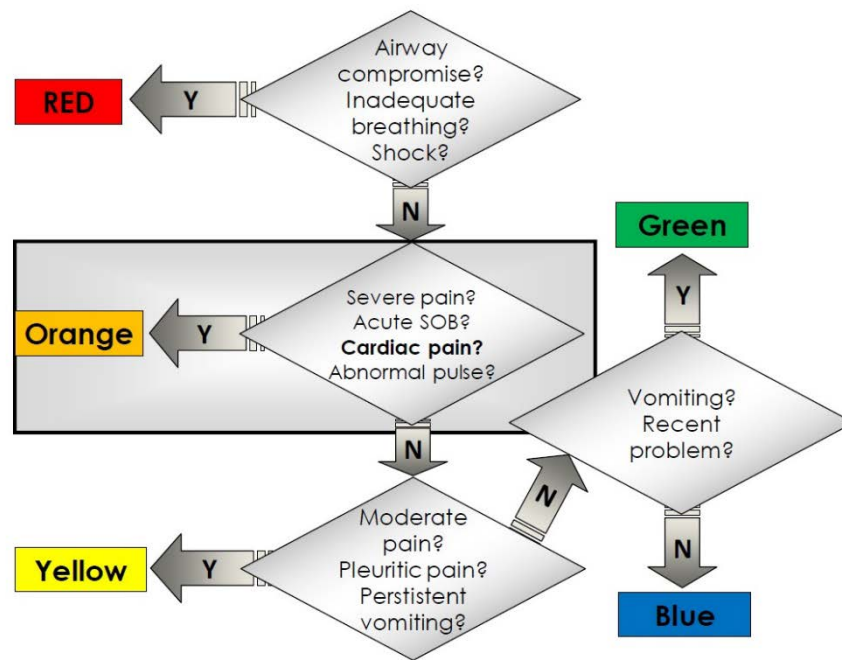 Airway
compromise?
Inadequate
breathing?
Shock?
Y
RED
N
Severe pain?
Acute SOB?
Cardiac pain?
Abnormal pulse?
Y
Orange
N
Moderate
pain?
Pleuritic pain?
Perstistent
vomiting?
Y
Yellow
N
Vomiting?
Recent
problem?
Y
Green
N
Blue